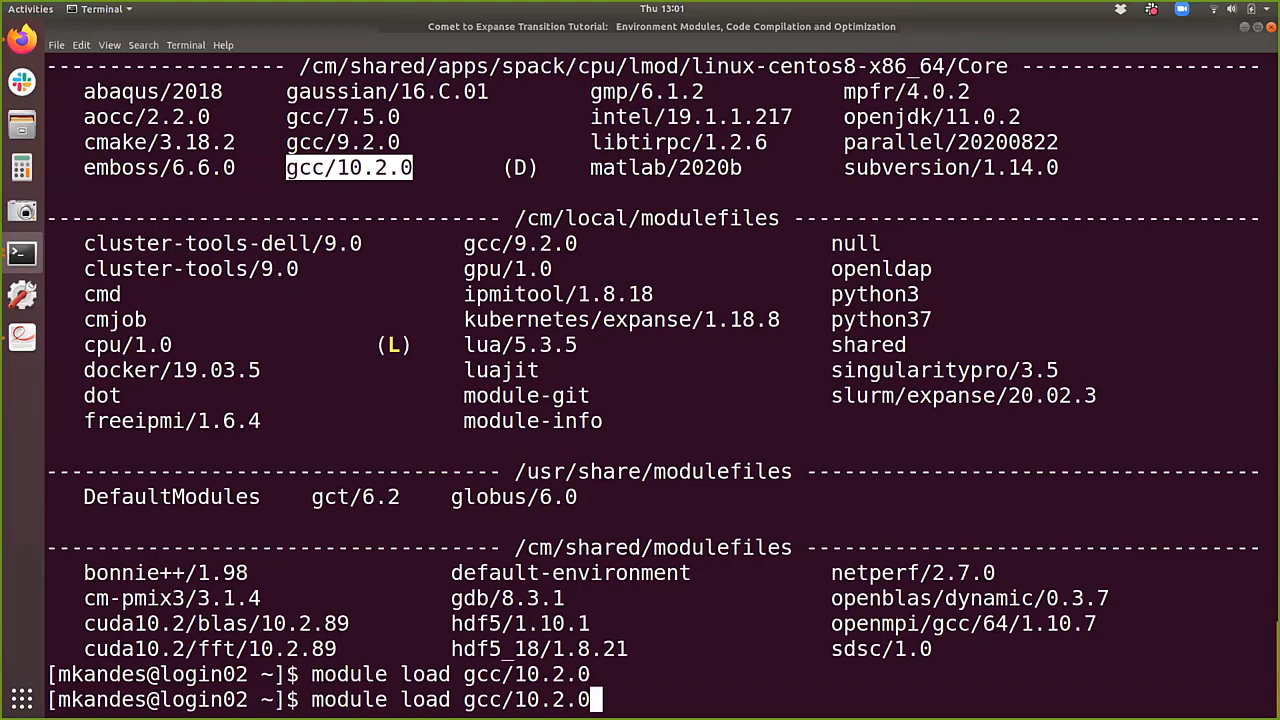 Activities Terminal Thu 13:01
Comet to Expanse Transition Tutorial: Environment Modules, Code Compilation and Optimization
File Edit View Search Terminal Help
------------------- /cm/shared/apps/spack/cpu/lmod/linux-centos8-x86_64/Core -------------------
abaqus/2018 gaussian/16.C.01 gmp/6.1.2 mpfr/4.0.2
aocc/2.2.0 gcc/7.5.0 intel/19.1.1.217 openjdk/11.0.2
cmake/3.18.2 gcc/9.2.0 libtirpc/1.2.6 parallel/20200822
emboss/6.6.0 gcc/10.2.0 (D) matlab/2020b subversion/1.14.0
------------------------------------ /cm/local/modulefiles -------------------------------------
cluster-tools-dell/9.0 gcc/9.2.0 null
cluster-tools/9.0 gpu/1.0 openldap
cmd ipmitool/1.8.18 python3
cmjob kubernetes/expanse/1.18.8 python37
cpu/1.0 (L) lua/5.3.5 shared
docker/19.03.5 luajit singularitypro/3.5
dot module-git slurm/expanse/20.02.3
freeipmi/1.6.4 module-info
------------------------------------ /usr/share/modulefiles ------------------------------------
DefaultModules gct/6.2 globus/6.0
------------------------------------ /cm/shared/modulefiles ------------------------------------
bonnie++/1.98 default-environment netperf/2.7.0
cm-pmix3/3.1.4 gdb/8.3.1 openblas/dynamic/0.3.7
cuda10.2/blas/10.2.89 hdf5/1.10.1 openmpi/gcc/64/1.10.7
cuda10.2/fft/10.2.89 hdf5_18/1.8.21 sdsc/1.0
[mkandes@login02 ~]$ module load gcc/10.2.0
[mkandes@login02 ~]$ module load gcc/10.2.0